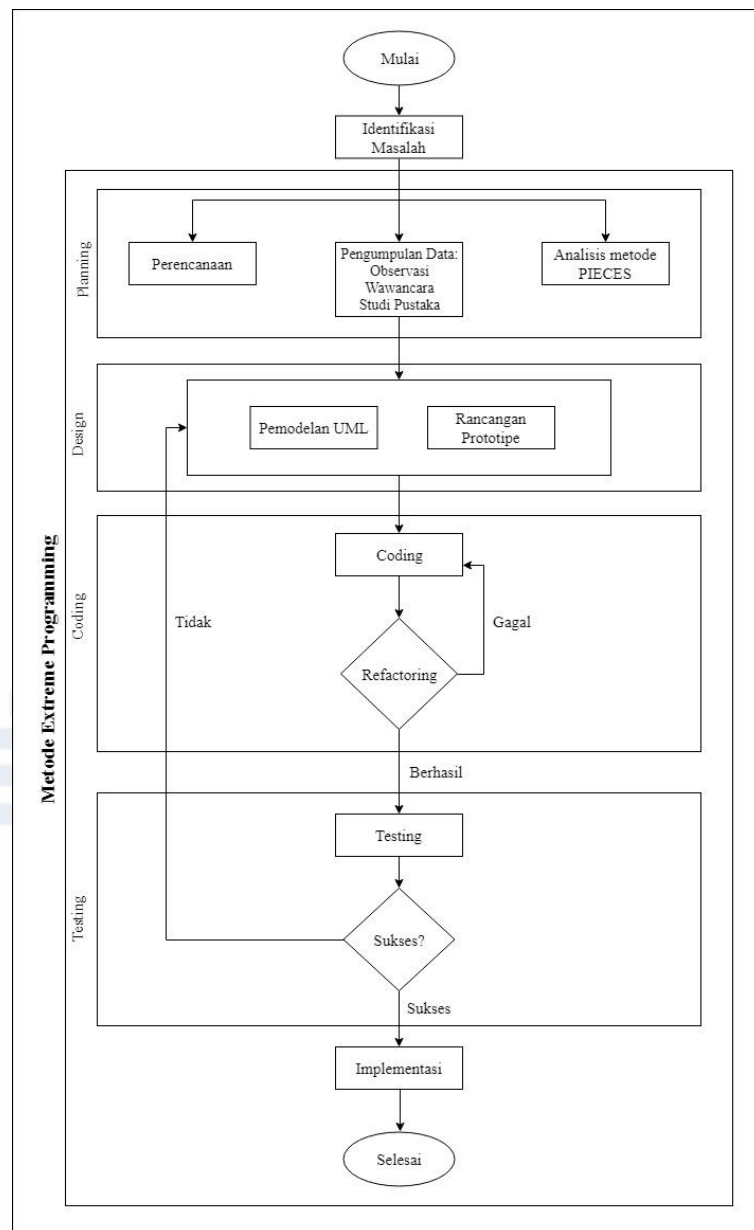 Mulai
Identifikasi
Masalah
Metode Extreme Programming
Planning
Perencanaan
Pengumpulan Data:
Observasi
Wawancara
Studi Pustaka
Analisis metode
PIECES
Design
Pemodelan UML
Rancangan
Prototipe
Coding
Coding
Tidak
Gagal
Refactoring
Berhasil
Testing
Testing
Sukses?
Sukses
Implementasi
Selesai